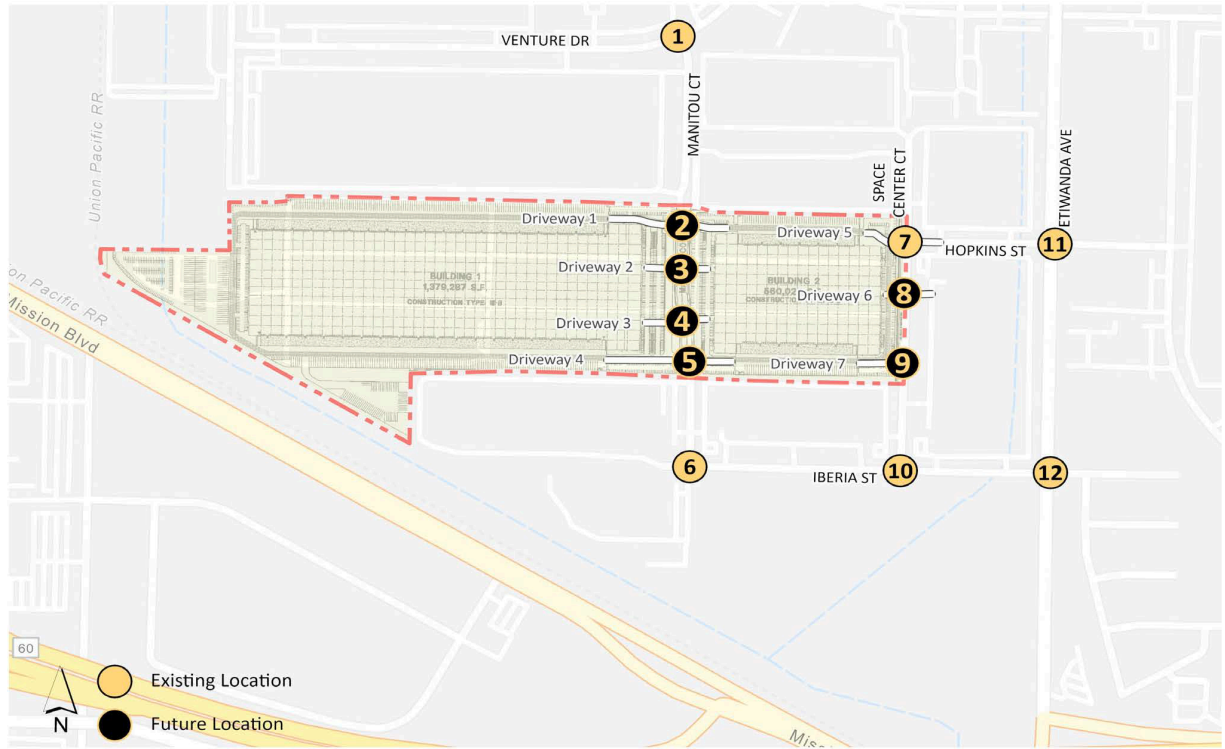 1
VENTURE DR
Union Pacific RR
MANITOU CT
SPACE
CENTER CT
ETIWANDA AVE
Driveway 1
2
Driveway 5
7
HOPKINS ST
11
Driveway 2
3
BUILDING 1
1,379,287 S.F.
BUILDING 2
Driveway 6
8
on Pacific RR
Mission Blvd
Driveway 3
4
Driveway 4
5
Driveway 7
9
6
IBERIA ST
10
12
60
Existing Location
N
Future Location